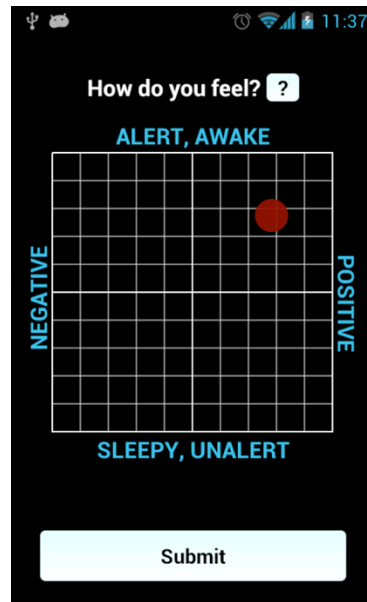 11:37
How do you feel? ?
ALERT, AWAKE
NEGATIVE
POSITIVE
SLEEPY, UNALERT
Submit